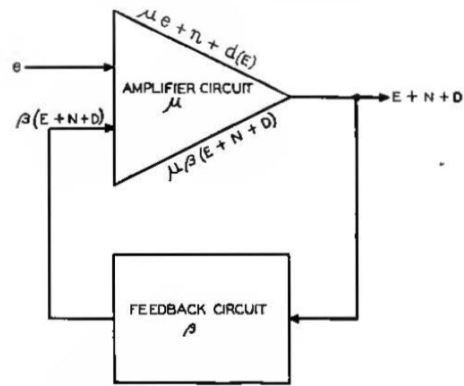 μe + n + d(E)
e
AMPLIFIER CIRCUIT
μ
E + N + D
β(E+N+D)
μβ(E+N+D)
FEEDBACK CIRCUIT
β